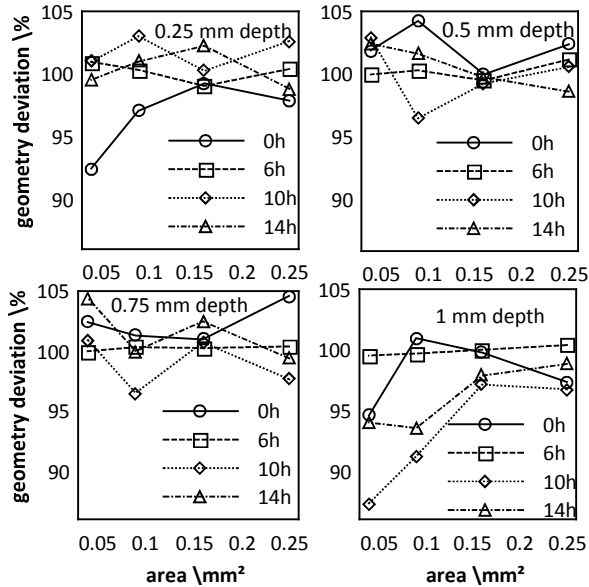 geometry deviation \%
105
100
95
90
0.25 mm depth
0h
6h
10h
14h
0.05 0.1 0.15 0.2 0.25
105
100
95
90
0.5 mm depth
0h
6h
10h
14h
0.05 0.1 0.15 0.2 0.25
geometry deviation \%
105
100
95
90
0.75 mm depth
0h
6h
10h
14h
0.05 0.1 0.15 0.2 0.25
area \mm²
105
100
95
90
1 mm depth
0h
6h
10h
14h
0.05 0.1 0.15 0.2 0.25
area \mm²